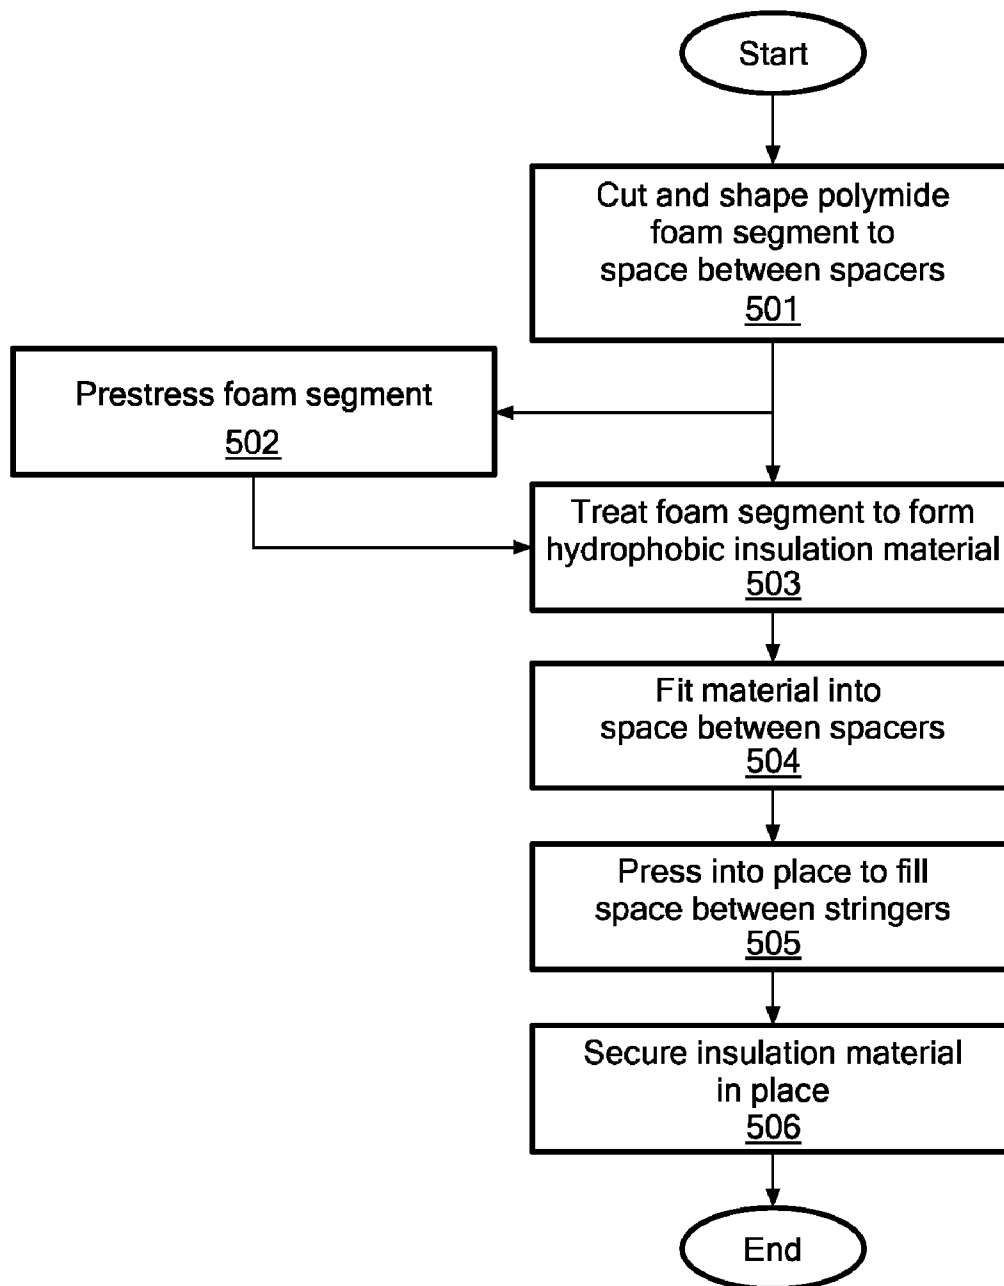 Start
Cut and shape polymide
foam segment to
space between spacers
501
Prestress foam segment
502
Treat foam segment to form
hydrophobic insulation material
503
Fit material into
space between spacers
504
Press into place to fill
space between stringers
505
Secure insulation material
in place
506
End